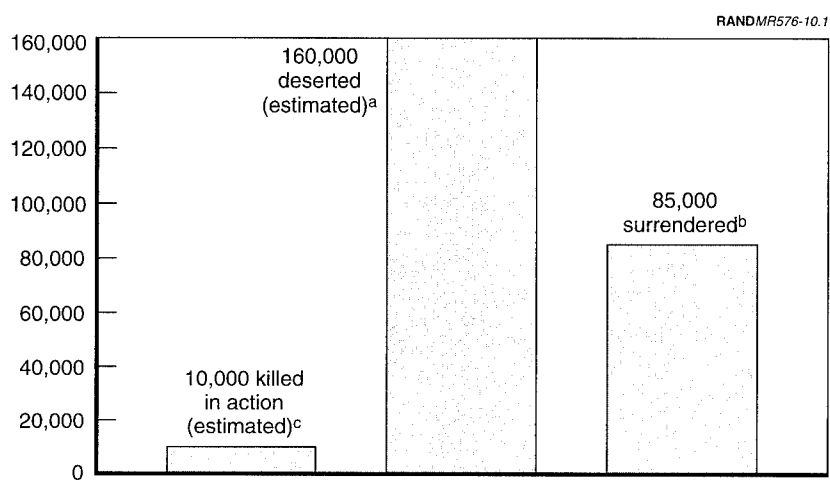 RANDMR576-10.1
160,000
140,000
120,000
100,000
80,000
60,000
40,000
20,000
0
10,000 killed
in action
(estimated)c
160,000
deserted
(estimated)a
85,000
surrenderedb